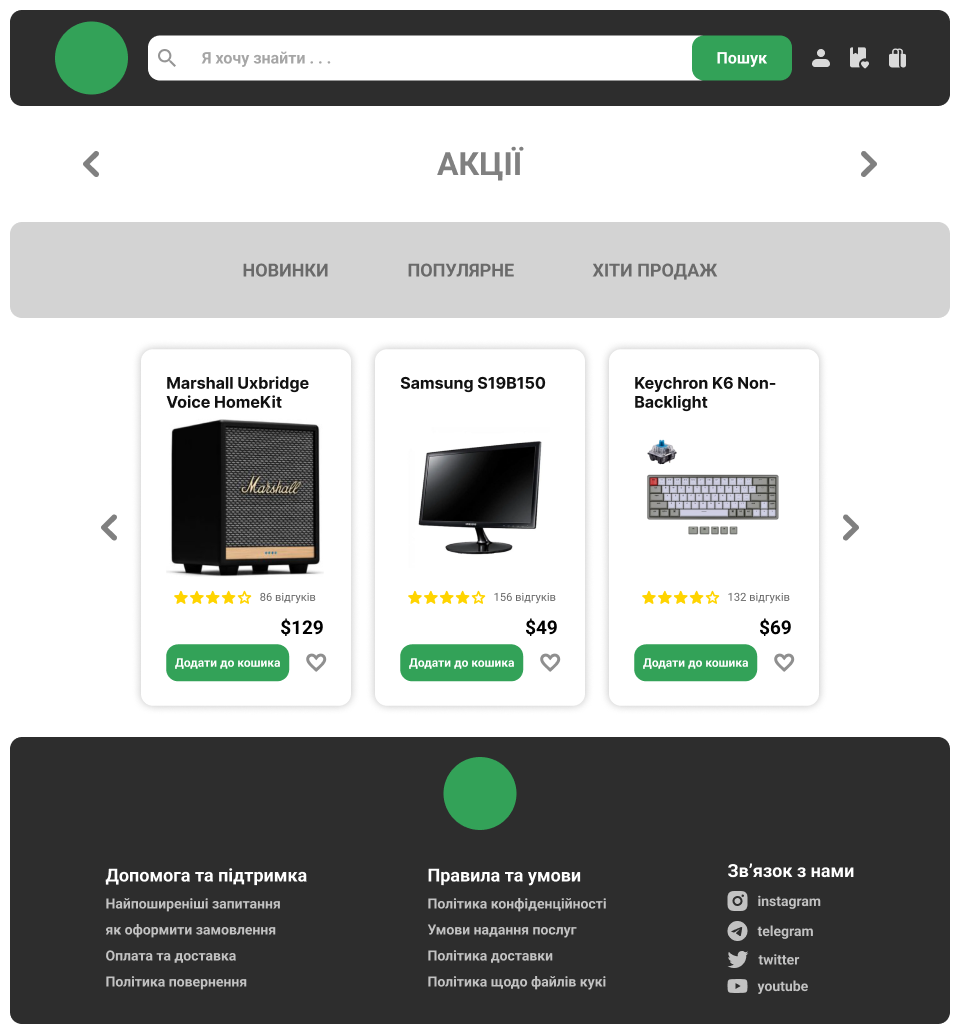 Я хочу знайти . . .
Пошук
АКЦІЇ
НОВИНКИ
ПОПУЛЯРНЕ
ХІТИ ПРОДАЖ
Marshall Uxbridge
Voice HomeKit
Marshall
86 відгуків
$129
Додати до кошика
Samsung S19B150
156 відгуків
$49
Додати до кошика
Keychron K6 Non-
Backlight
132 відгуків
$69
Додати до кошика
Допомога та підтримка
Найпоширеніші запитання
як оформити замовлення
Оплата та доставка
Політика повернення
Правила та умови
Політика конфіденційності
Умови надання послуг
Політика доставки
Політика щодо файлів кукі
Зв’язок з нами
instagram
telegram
twitter
youtube